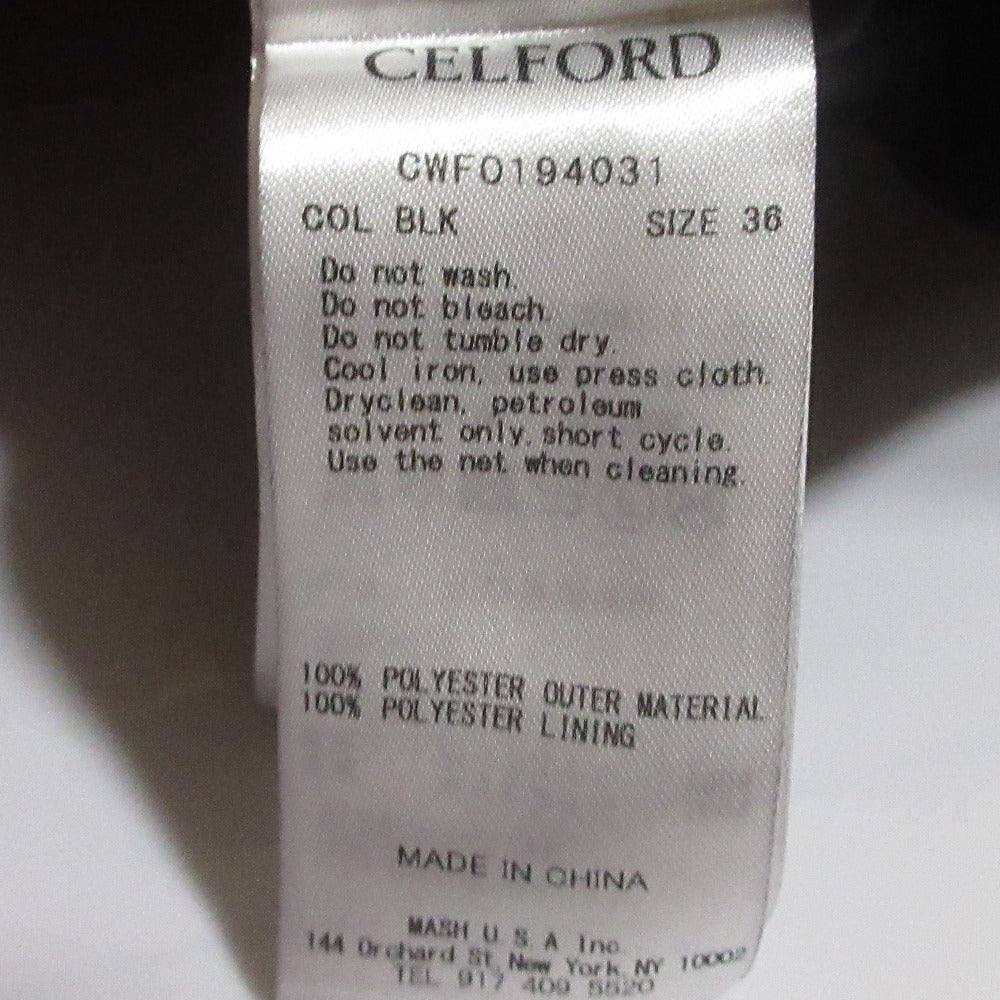 CELFORD
CWFO194031
COL BLK SIZE 36
Do not wash.
Do not bleach.
Do not tumble dry.
Cool iron, use press cloth.
Dryclean, petroleum
solvent only, short cycle.
Use the net when cleaning.
100% POLYESTER OUTER MATERIAL
100% POLYESTER LINING
MADE IN CHINA
MASH U.S.A Inc.
144 Orchard St, New York, NY 10002
TEL 917 409 5520